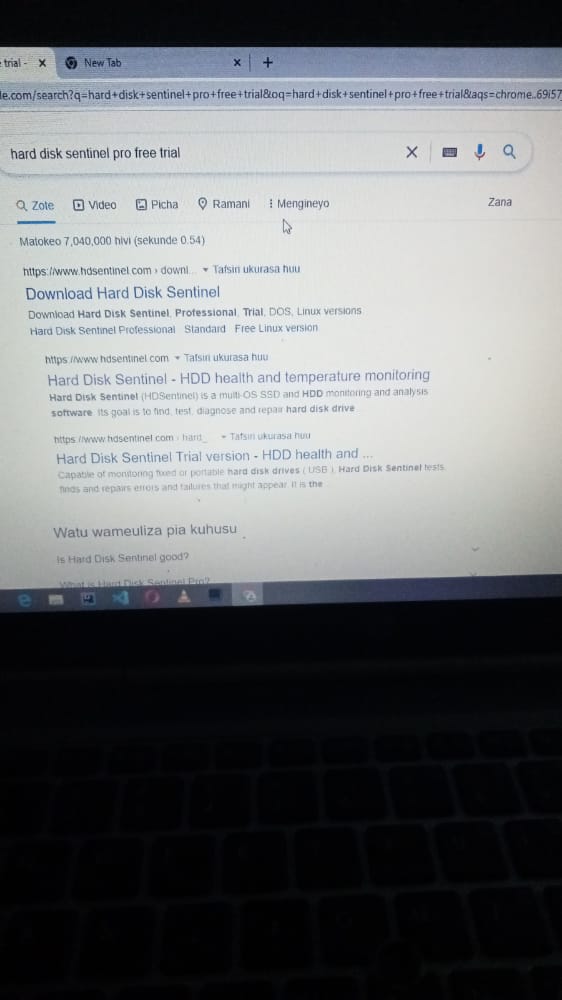 trial -
New Tab
le.com/search?q=hard+disk+sentinel+pro+free+trial&oq=hard+disk+sentinel+pro+free+trial&aqs=chrome..69i57
hard disk sentinel pro free trial
Zote Video Picha Ramani Mengineyo Zana
Matokeo 7,040,000 hivi (sekunde 0.54)
https://www.hdsentinel.com › downl... Tafsiri ukurasa huu
Download Hard Disk Sentinel
Download Hard Disk Sentinel, Professional, Trial, DOS, Linux versions
Hard Disk Sentinel Professional Standard Free Linux version
https://www.hdsentinel.com Tafsiri ukurasa huu
Hard Disk Sentinel - HDD health and temperature monitoring
Hard Disk Sentinel (HDSentinel) is a multi-OS SSD and HDD monitoring and analysis
software. Its goal is to find, test, diagnose and repair hard disk drive
https://www.hdsentinel.com › hard_ Tafsiri ukurasa huu
Hard Disk Sentinel Trial version - HDD health and ...
Capable of monitoring fixed or portable hard disk drives ( USB ). Hard Disk Sentinel tests,
finds and repairs errors and failures that might appear. It is the
Watu wameuliza pia kuhusu
Is Hard Disk Sentinel good?
What is Hard Disk Sentinel Pro?